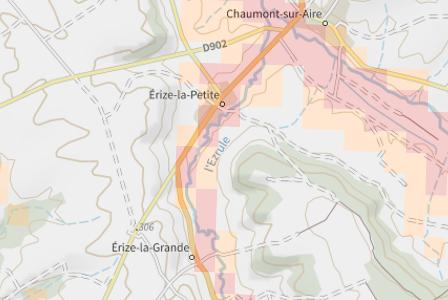 Chaumont-sur-Aire
D902
Érize-la-Petite
l'Ezrule
306
Érize-la-Grande